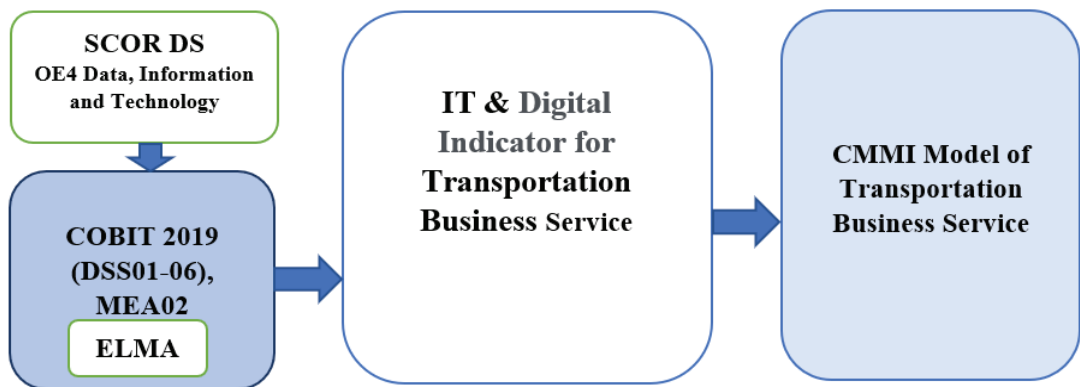 SCOR DS
OE4 Data, Information
and Technology
COBIT 2019
(DSS01-06),
MEA02
ELMA
IT & Digital
Indicator for
Transportation
Business Service
CMMI Model of
Transportation
Business Service